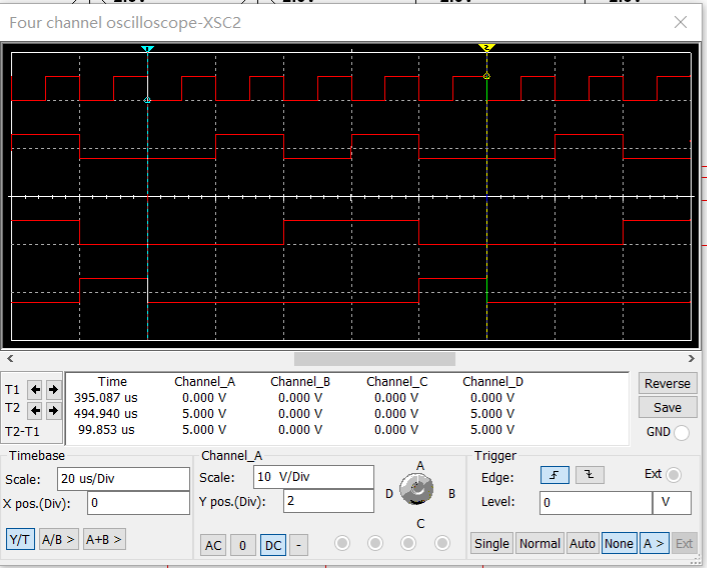 Four channel oscilloscope-XSC2
1
2
Time Channel_A Channel_B Channel_C Channel_D
T1 395.087 us 0.000 V 0.000 V 0.000 V 0.000 V
T2 494.940 us 5.000 V 0.000 V 0.000 V 5.000 V
T2-T1 99.853 us 5.000 V 0.000 V 0.000 V 5.000 V
Reverse
Save
GND
Timebase
Scale: 20 us/Div
X pos.(Div): 0
Y/T A/B > A+B >
Channel_A
Scale: 10 V/Div
Y pos.(Div): 2
AC 0 DC -
A
D B
C
Trigger
Edge: Ext
Level: 0 V
Single Normal Auto None A > Ext